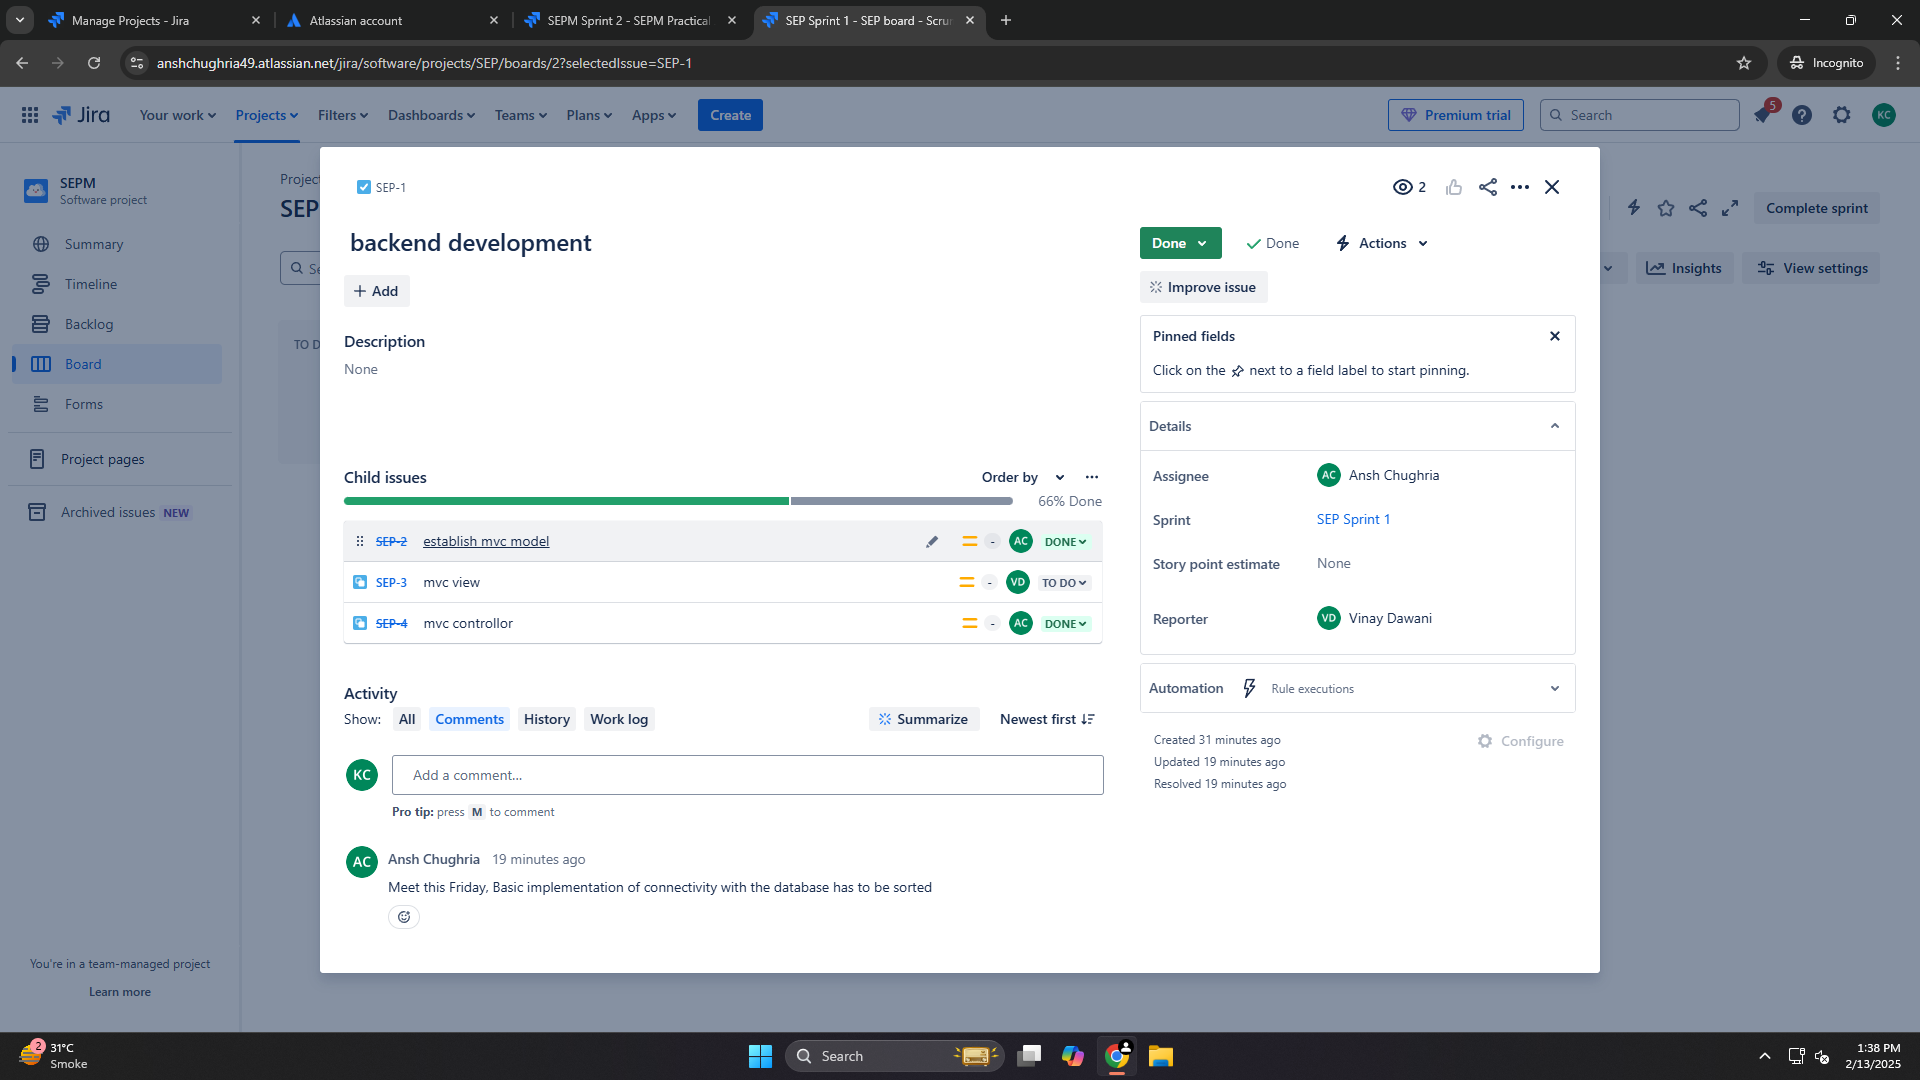 Manage Projects - Jira
Atlassian account
SEPM Sprint 2 - SEPM Practical
SEP Sprint 1 - SEP board - Scru
anshchughria49.atlassian.net/jira/software/projects/SEP/boards/2?selectedIssue=SEP-1
Incognito
Jira
Your work
Projects
Filters
Dashboards
Teams
Plans
Apps
Create
Premium trial
Search
5
KC
SEPM
Software project
Summary
Timeline
Backlog
Board
Forms
Project pages
Archived issues NEW
You're in a team-managed project
Learn more
Project
SEP
Se
TO D
Complete sprint
Insights
View settings
SEP-1
2
backend development
Add
Description
None
Child issues
Order by
66% Done
SEP-2 establish mvc model - AC DONE
SEP-3 mvc view - VD TO DO
SEP-4 mvc controllor - AC DONE
Activity
Show: All Comments History Work log
Summarize
Newest first
KC
Add a comment...
Pro tip: press M to comment
AC
Ansh Chughria 19 minutes ago
Meet this Friday, Basic implementation of connectivity with the database has to be sorted
Done
Done
Actions
Improve issue
Pinned fields
Click on the next to a field label to start pinning.
Details
Assignee
AC Ansh Chughria
Sprint
SEP Sprint 1
Story point estimate
None
Reporter
VD Vinay Dawani
Automation
Rule executions
Created 31 minutes ago
Updated 19 minutes ago
Resolved 19 minutes ago
Configure
2
31°C
Smoke
Search
1:38 PM
2/13/2025